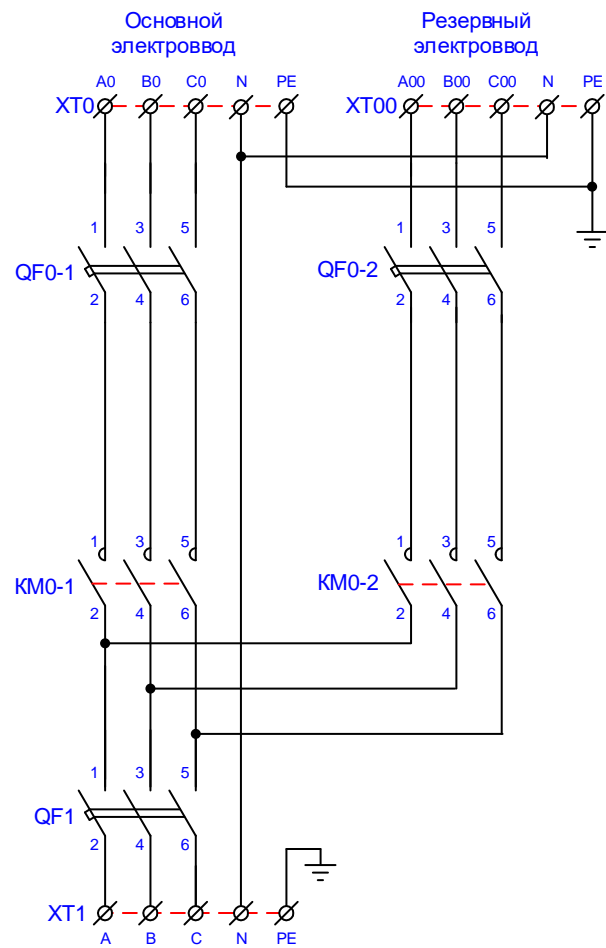 Основной
электроввод
Резервный
электроввод
A0 B0 C0 N PE
A00 B00 C00 N PE
XT0
XT00
1 3 5
1 3 5
QF0-1
QF0-2
2 4 6
2 4 6
1 3 5
1 3 5
КМ0-1
КМ0-2
2 4 6
2 4 6
1 3 5
QF1
2 4 6
XT1
A B C N PE